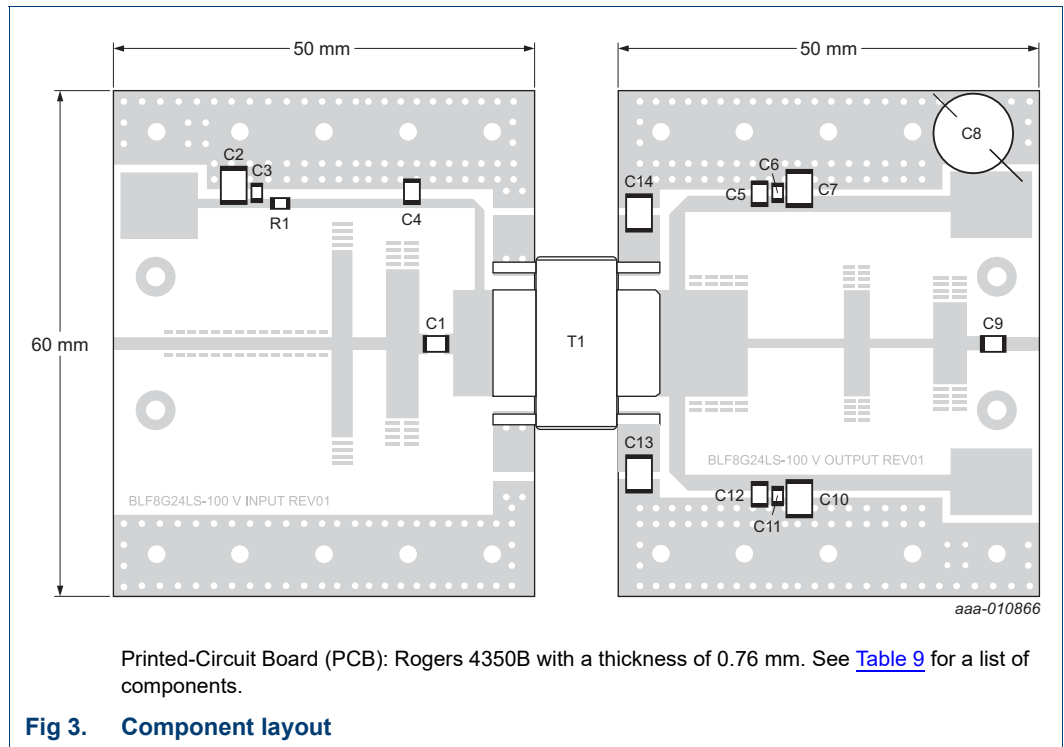 50 mm
50 mm
60 mm
C2
C3
R1
C4
C1
T1
C14
C5
C6
C7
C8
C9
C13
C12
C11
C10
BLF8G24LS-100 V INPUT REV01
BLF8G24LS-100 V OUTPUT REV01
aaa-010866
Printed-Circuit Board (PCB): Rogers 4350B with a thickness of 0.76 mm. See Table 9 for a list of
components.
Fig 3. Component layout